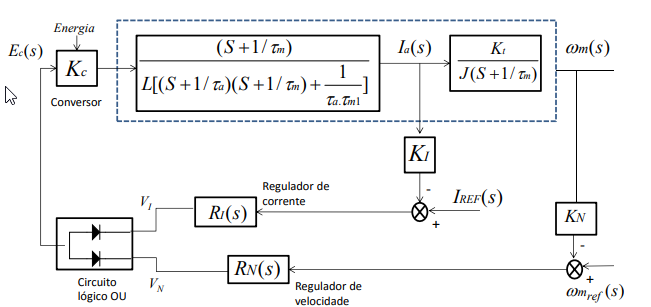 Energia
Ec(s)
Kc
Conversor
(S+1/τm)
L[(S+1/τa)(S+1/τm)+ 1
τa.τm1 ]
Ia(s)
Kt
J(S+1/τm)
ωm(s)
KI
-
IREF(s)
+
Regulador de
corrente
RI(s)
VI
KN
-
+
ωmref(s)
RN(s)
Regulador de
velocidade
VN
Circuito
lógico OU